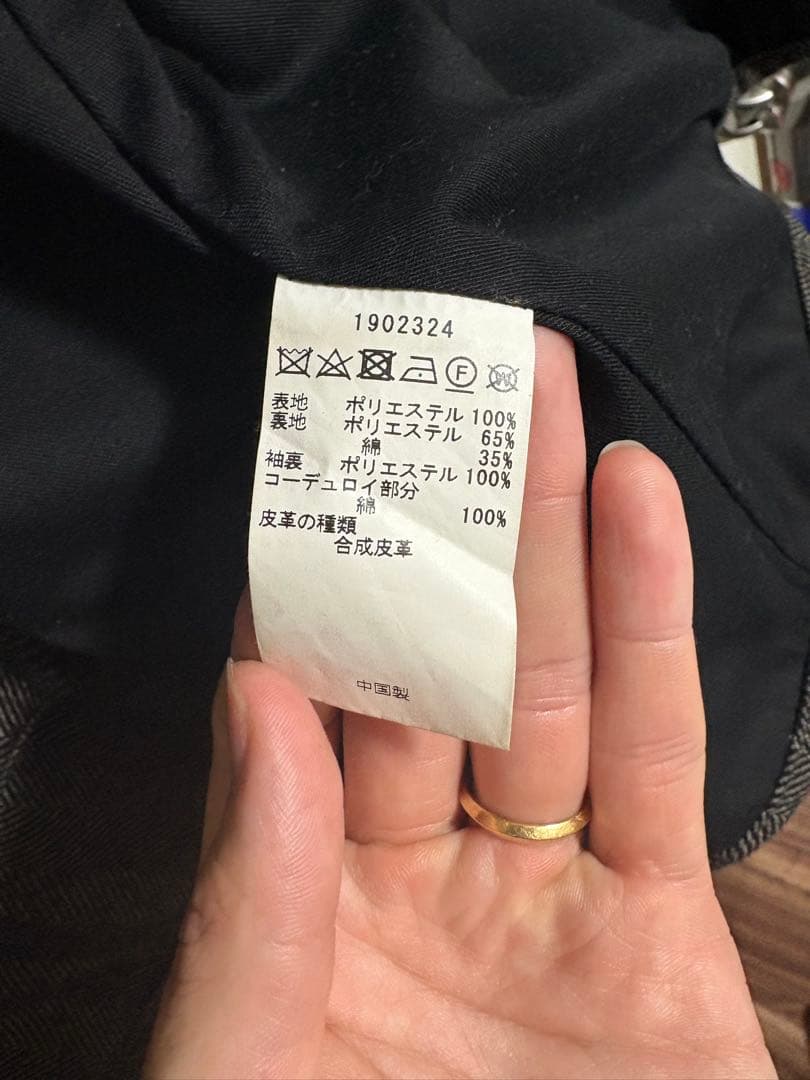 1902324
F
W
表地 ポリエステル 100%
裏地 ポリエステル 65%
綿 35%
袖裏 ポリエステル 100%
コーデュロイ部分
綿 100%
皮革の種類
合成皮革
中国製